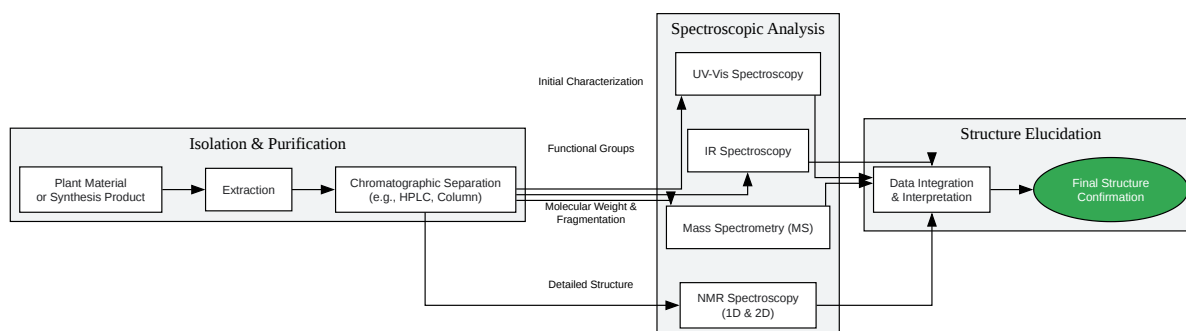 Spectroscopic Analysis
UV-Vis Spectroscopy
Initial Characterization
Isolation & Purification
Structure Elucidation
Functional Groups
IR Spectroscopy
Plant Material
or Synthesis Product
Extraction
Chromatographic Separation
(e.g., HPLC, Column)
Data Integration
& Interpretation
Final Structure
Confirmation
Molecular Weight &
Fragmentation
Mass Spectrometry (MS)
Detailed Structure
NMR Spectroscopy
(1D & 2D)